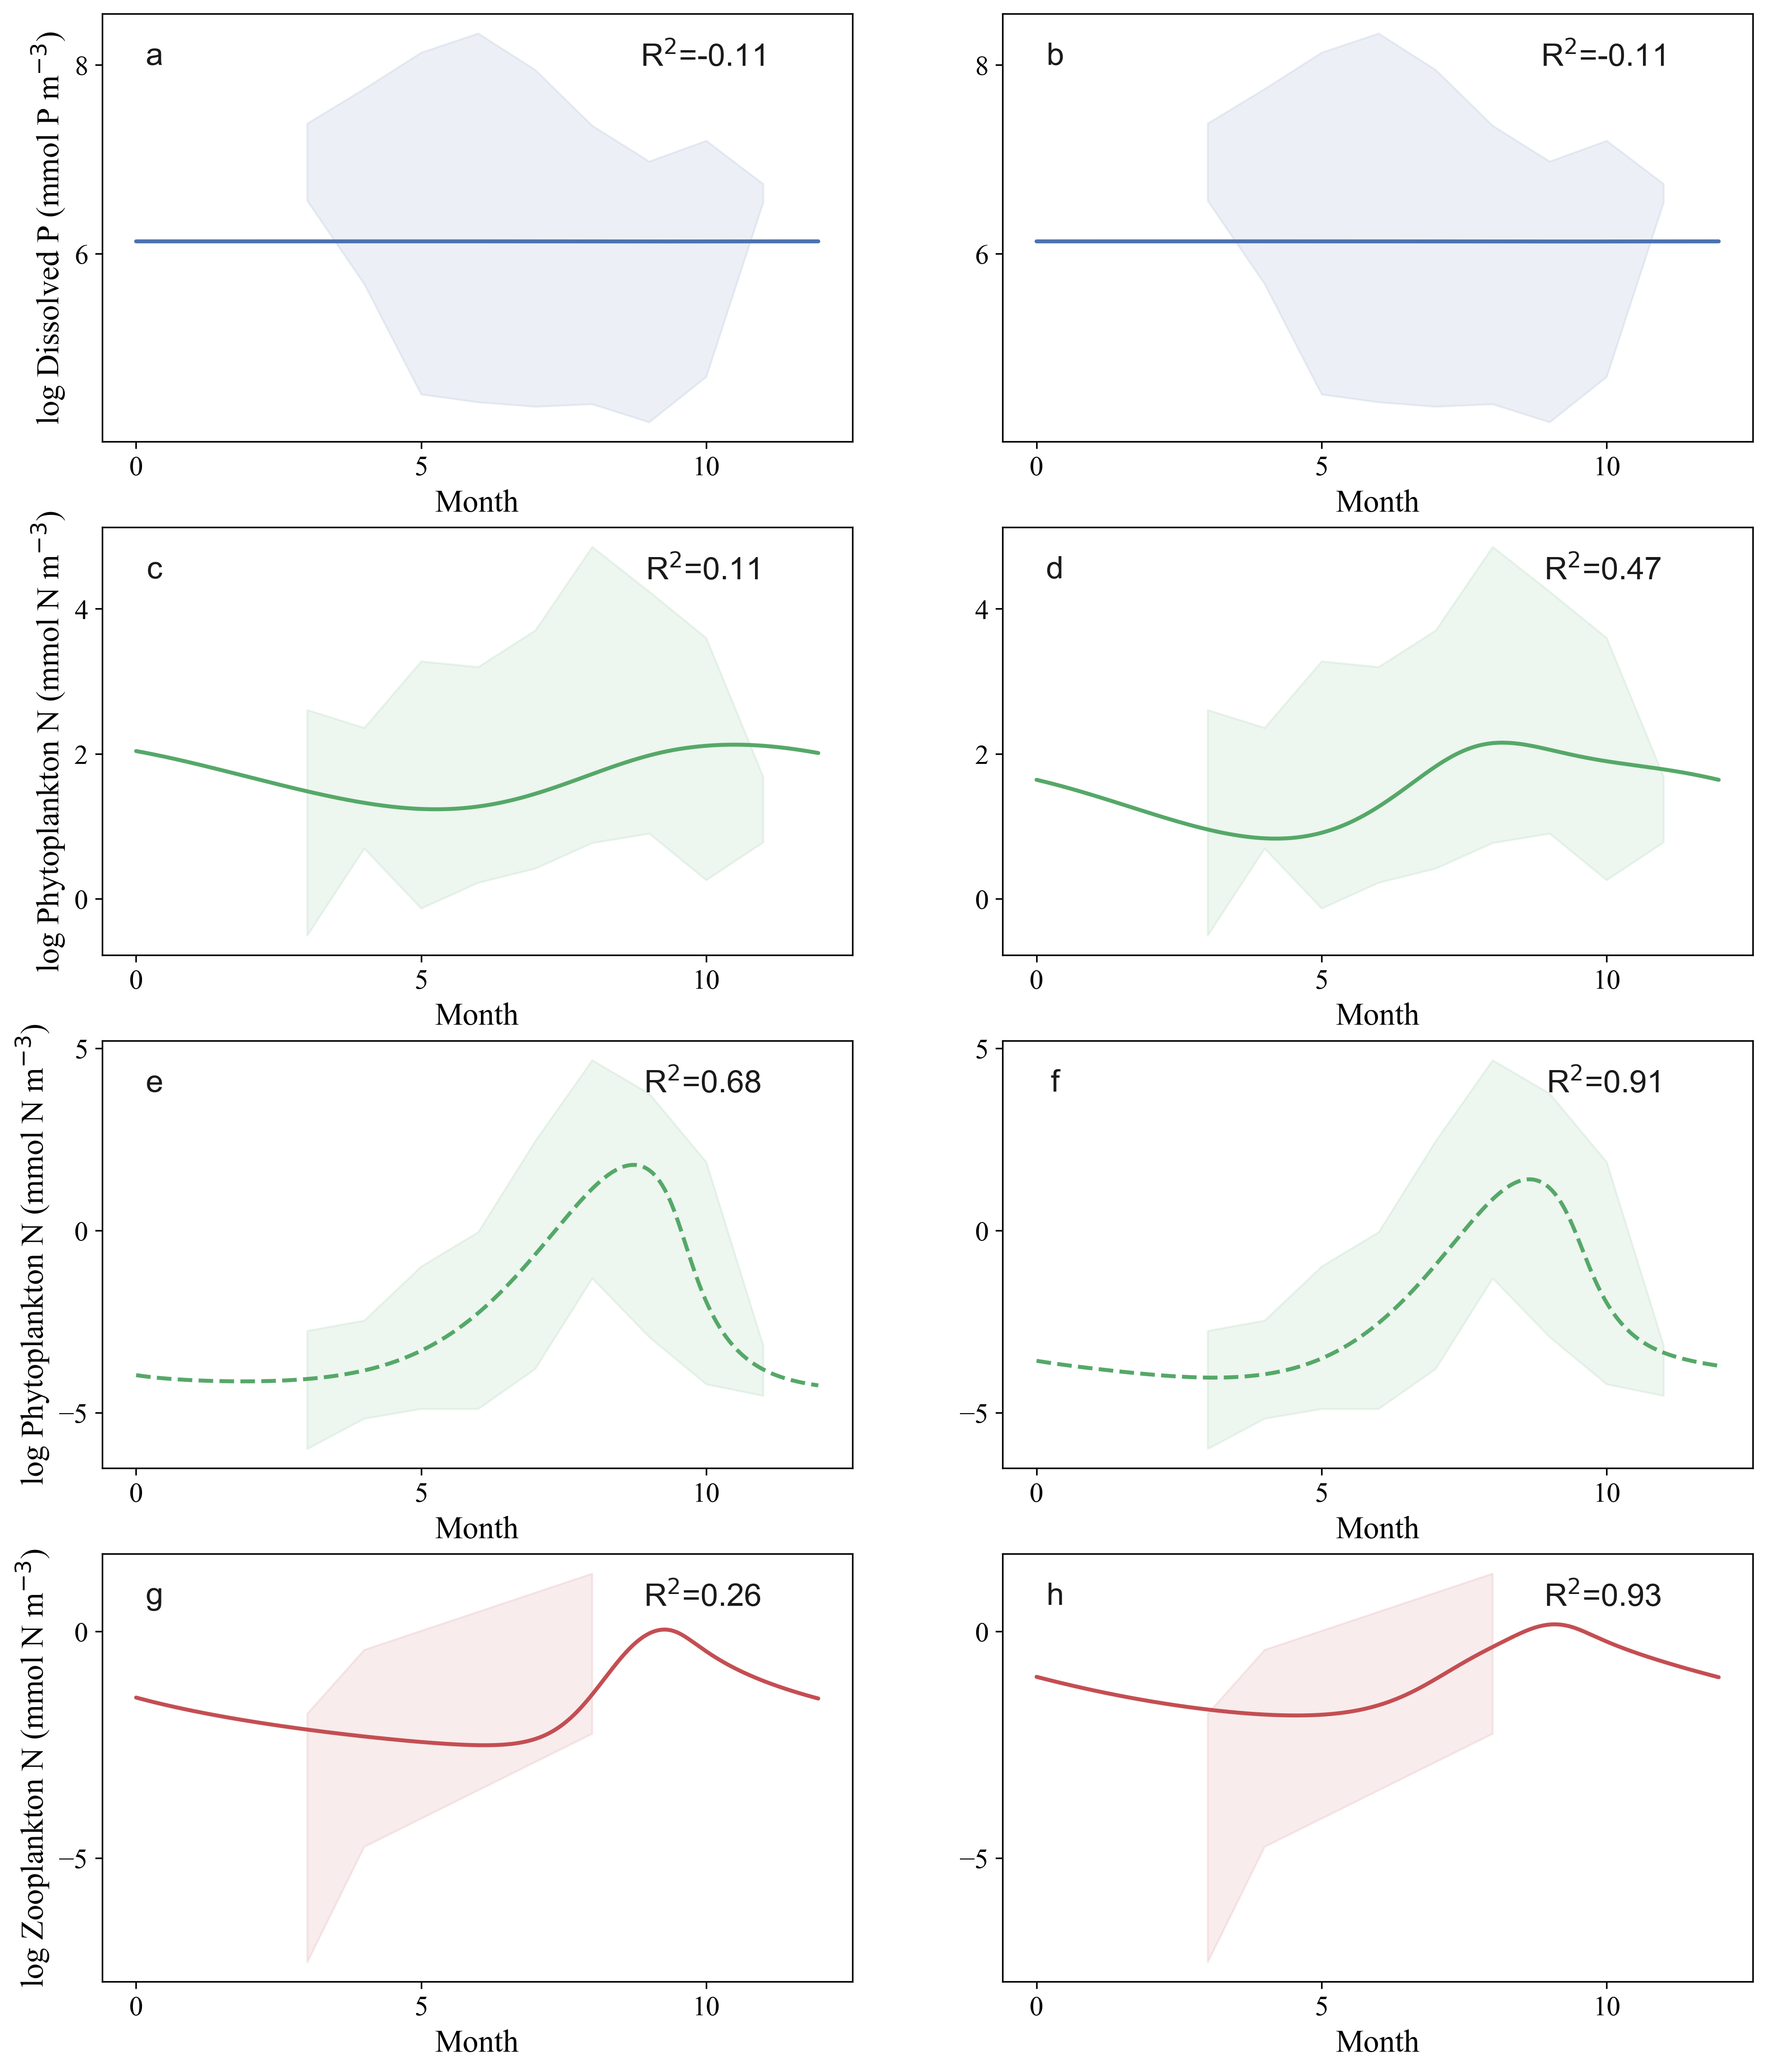 a
R²=-0.11
log Dissolved P (mmol P m⁻³)
8
6
0 5 10
Month
b
R²=-0.11
8
6
0 5 10
Month
c
R²=0.11
log Phytoplankton N (mmol N m⁻³)
4
2
0
0 5 10
Month
d
R²=0.47
4
2
0
0 5 10
Month
e
R²=0.68
log Phytoplankton N (mmol N m⁻³)
5
0
−5
0 5 10
Month
f
R²=0.91
5
0
−5
0 5 10
Month
g
R²=0.26
log Zooplankton N (mmol N m⁻³)
0
−5
0 5 10
Month
h
R²=0.93
0
−5
0 5 10
Month